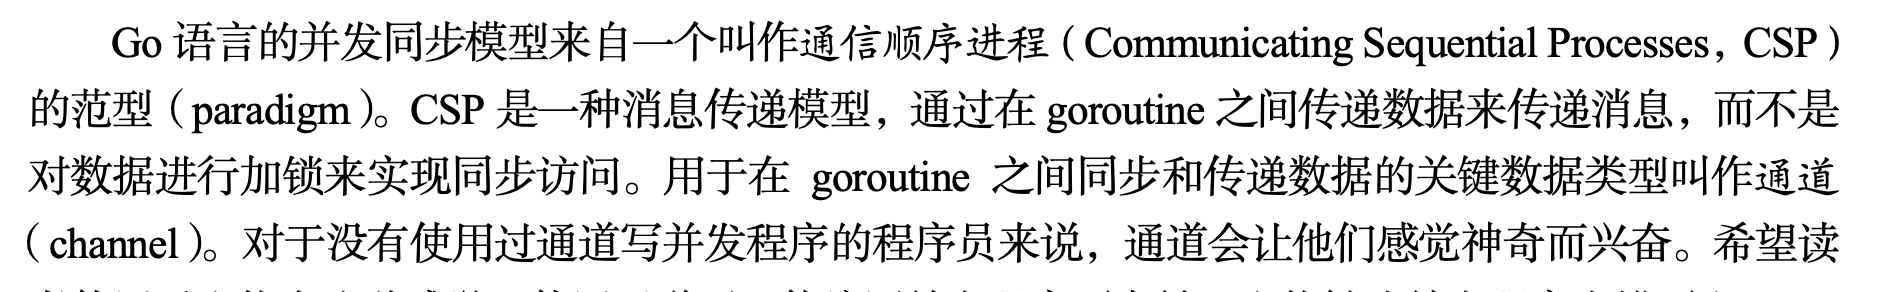 Go 语言的并发同步模型来自一个叫作通信顺序进程（Communicating Sequential Processes，CSP）
的范型（paradigm）。CSP 是一种消息传递模型，通过在 goroutine 之间传递数据来传递消息，而不是
对数据进行加锁来实现同步访问。用于在 goroutine 之间同步和传递数据的关键数据类型叫作通道
（channel）。对于没有使用过通道写并发程序的程序员来说，通道会让他们感觉神奇而兴奋。希望读